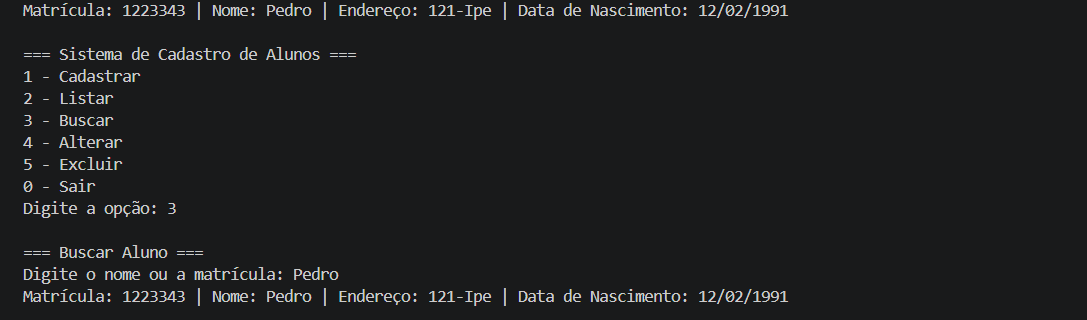 Matrícula: 1223343 | Nome: Pedro | Endereço: 121-Ipe | Data de Nascimento: 12/02/1991
=== Sistema de Cadastro de Alunos ===
1 - Cadastrar
2 - Listar
3 - Buscar
4 - Alterar
5 - Excluir
0 - Sair
Digite a opção: 3
=== Buscar Aluno ===
Digite o nome ou a matrícula: Pedro
Matrícula: 1223343 | Nome: Pedro | Endereço: 121-Ipe | Data de Nascimento: 12/02/1991